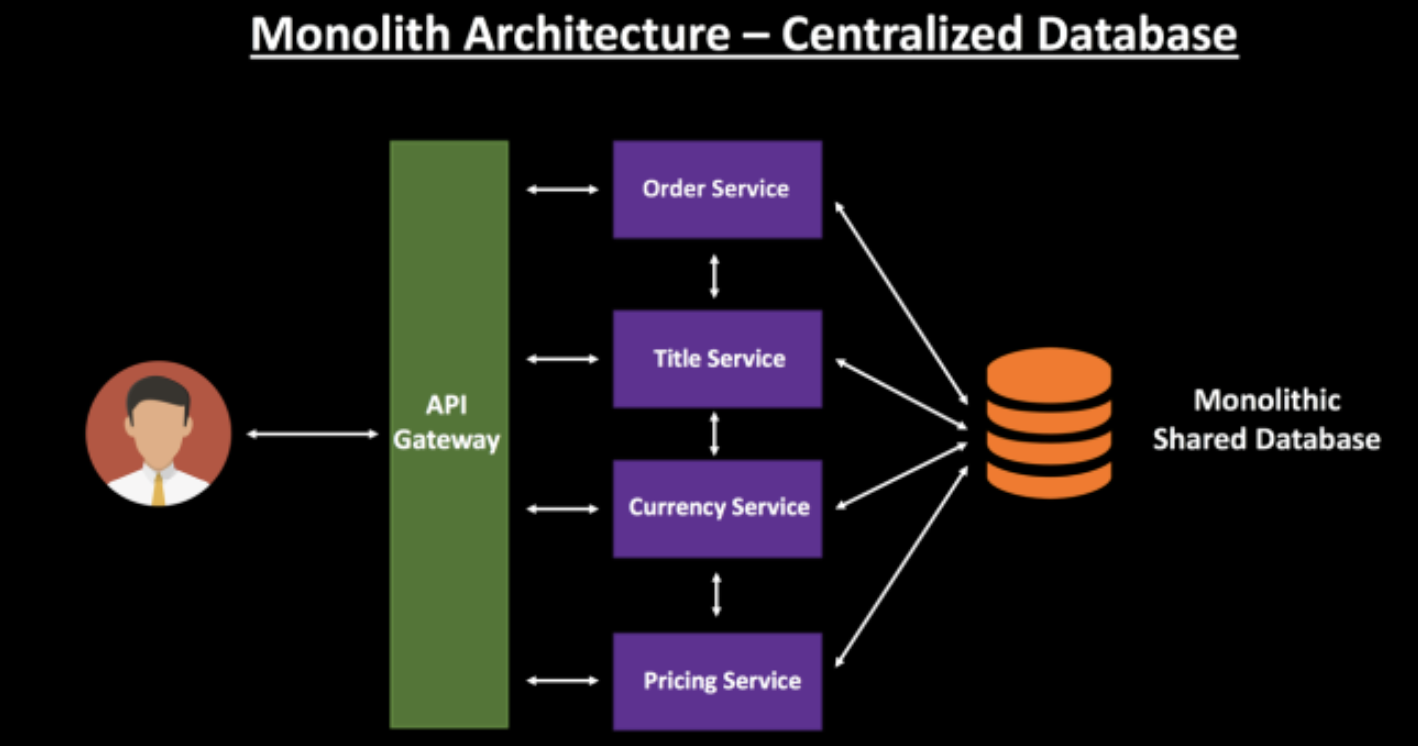 Monolith Architecture – Centralized Database
Order Service
Title Service
API
Gateway
Monolithic
Shared Database
Currency Service
Pricing Service